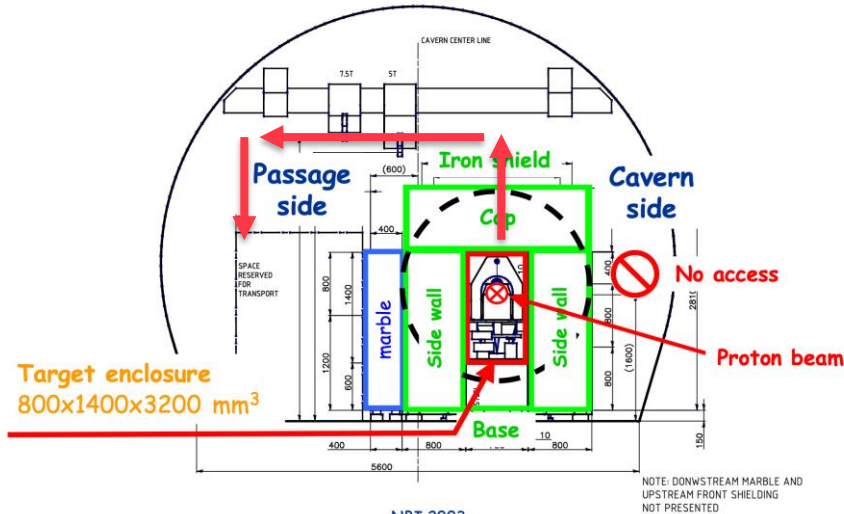 CAVERN CENTER LINE
7.5T
5T
Iron shield
(600)
Passage
side
Cavern
side
Cap
400
400
10
No access
SPACE
RESERVED
FOR
TRANSPORT
800
1400
marble
Side wall
Side wall
800
2810
(1600)
Proton beam
Target enclosure
800x1400x3200 mm³
1200
600
800
Base
10
400
800
800
150
5600
NOTE: DONWSTREAM MARBLE AND
UPSTREAM FRONT SHIELDING
NOT PRESENTED